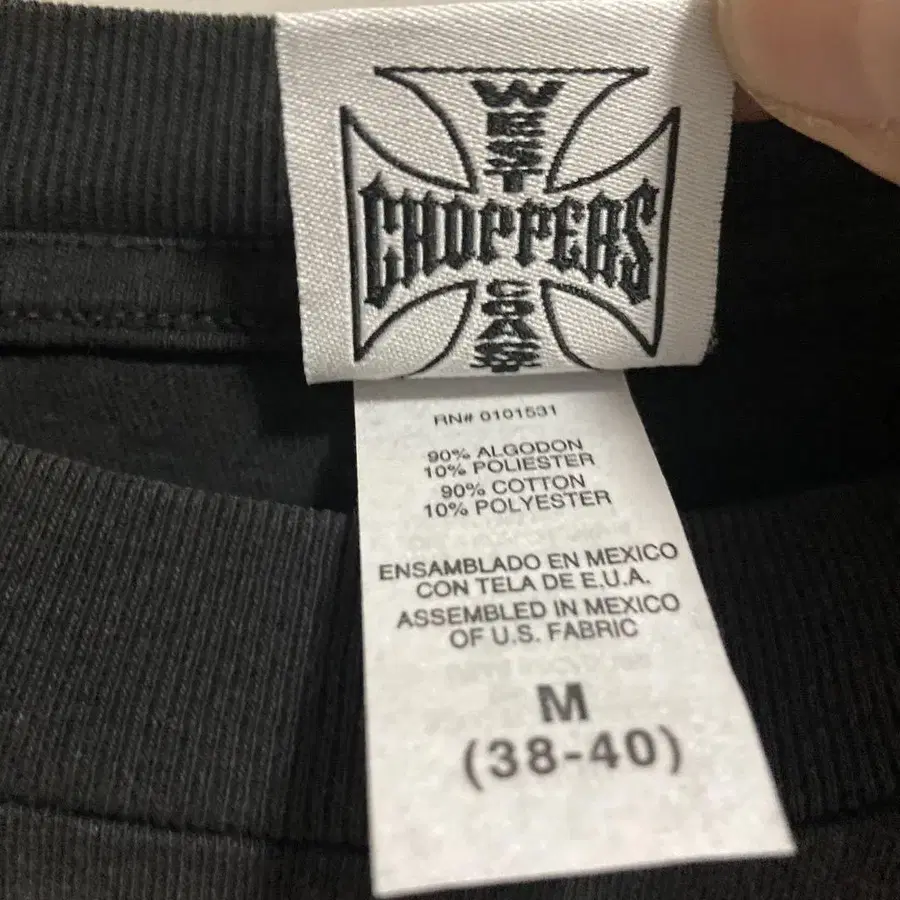 WEST
CHOPPERS
COAST
RN# 0101531
90% ALGODON
10% POLIESTER
90% COTTON
10% POLYESTER
ENSAMBLADO EN MEXICO
CON TELA DE E.U.A.
ASSEMBLED IN MEXICO
OF U.S. FABRIC
M
(38-40)